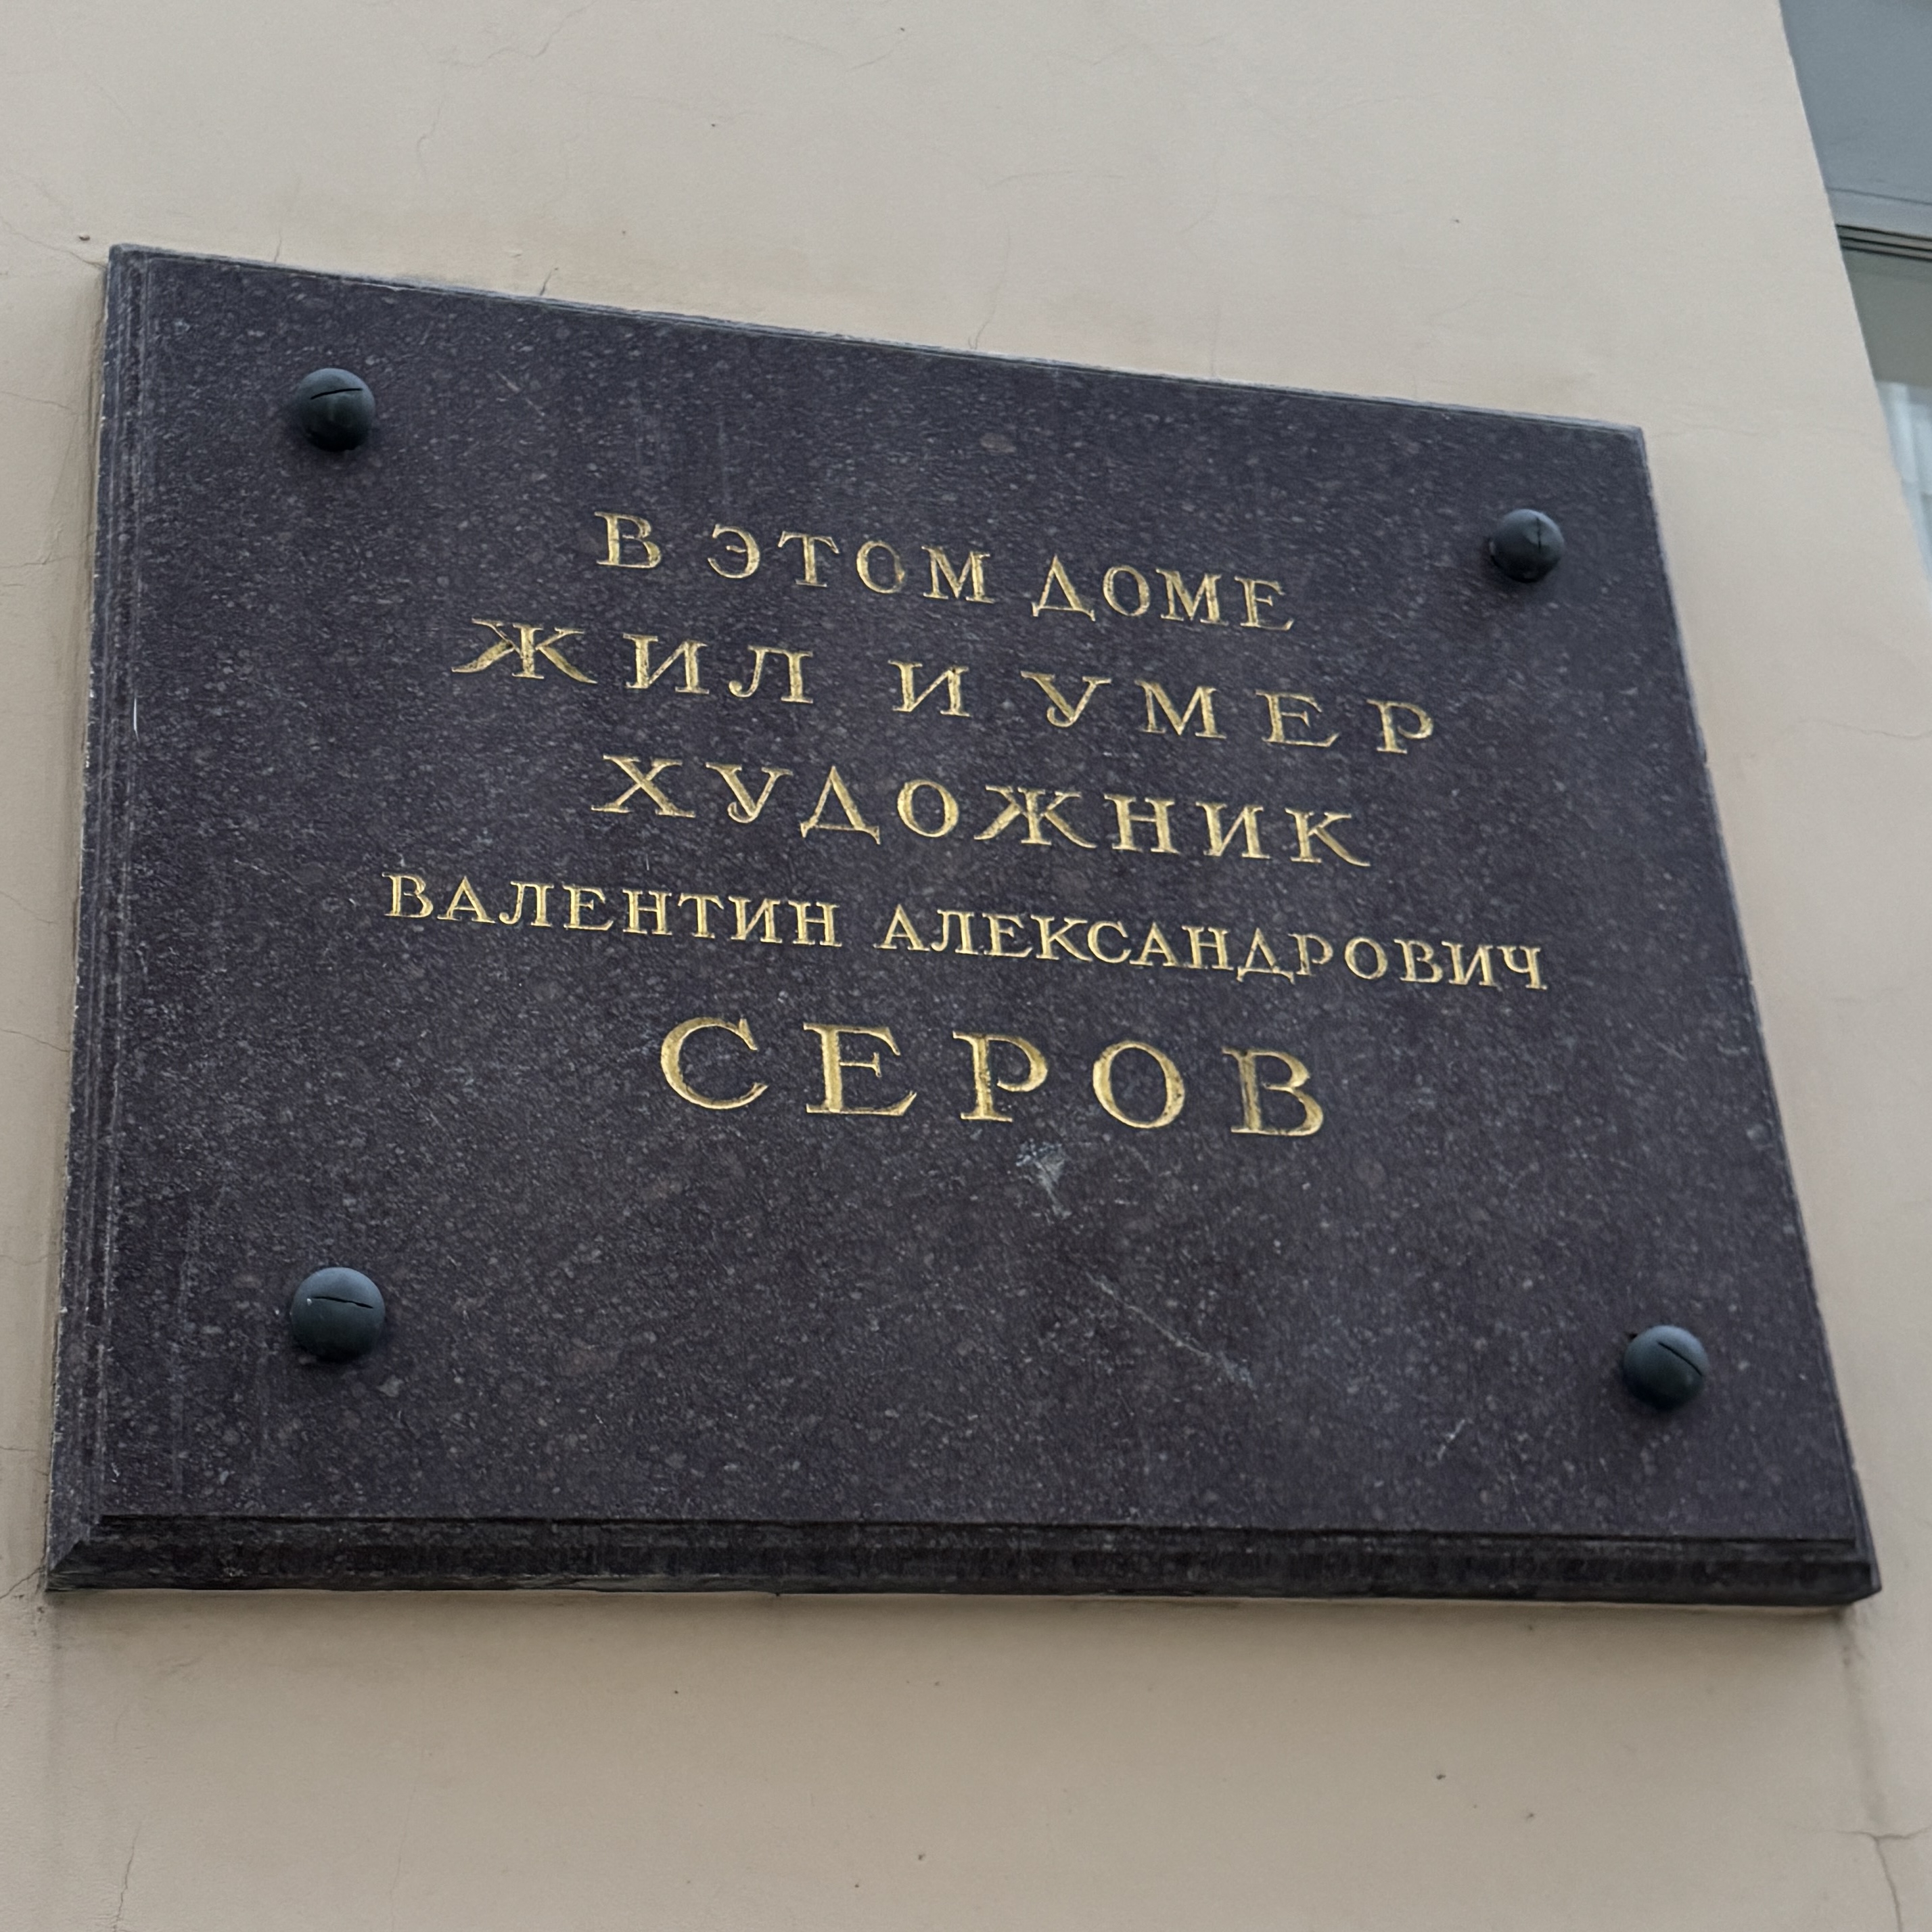 В ЭТОМ ДОМЕ
ЖИЛ И УМЕР
ХУДОЖНИК
ВАЛЕНТИН АЛЕКСАНДРОВИЧ
СЕРОВ